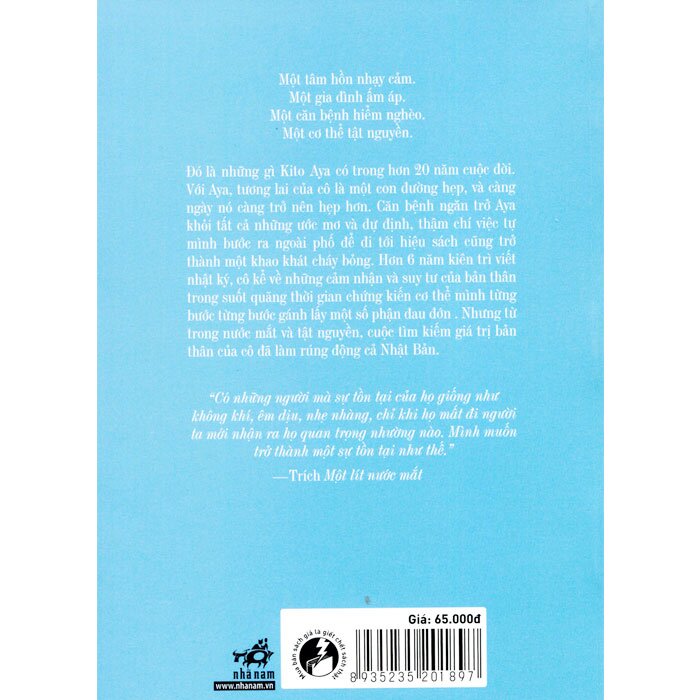 Một tâm hồn nhạy cảm.
Một gia đình ấm áp.
Một căn bệnh hiểm nghèo.
Một cơ thể tật nguyền.
Đó là những gì Kito Aya có trong hơn 20 năm cuộc đời.
Với Aya, tương lai của cô là một con đường hẹp, và càng
ngày nó càng trở nên hẹp hơn. Căn bệnh ngăn trở Aya
khỏi tất cả những ước mơ và dự định, thậm chí việc tự
mình bước ra ngoài phố để đi tới hiệu sách cũng trở
thành một khao khát cháy bỏng. Hơn 6 năm kiên trì viết
nhật ký, cô kể về những cảm nhận và suy tư của bản thân
trong suốt quãng thời gian chứng kiến cơ thể mình từng
bước từng bước gánh lấy một số phận đau đớn . Nhưng từ
trong nước mắt và tật nguyền, cuộc tìm kiếm giá trị bản
thân của cô đã làm rúng động cả Nhật Bản.
“Có những người mà sự tồn tại của họ giống như
không khí, êm dịu, nhẹ nhàng, chỉ khi họ mất đi người
ta mới nhận ra họ quan trọng nhường nào. Mình muốn
trở thành một sự tồn tại như thế.”
—Trích Một lít nước mắt
nhã nam
www.nhanam.vn
Mua bán sách giả là giết chết sách thật
Giá: 65.000đ
8935235201897